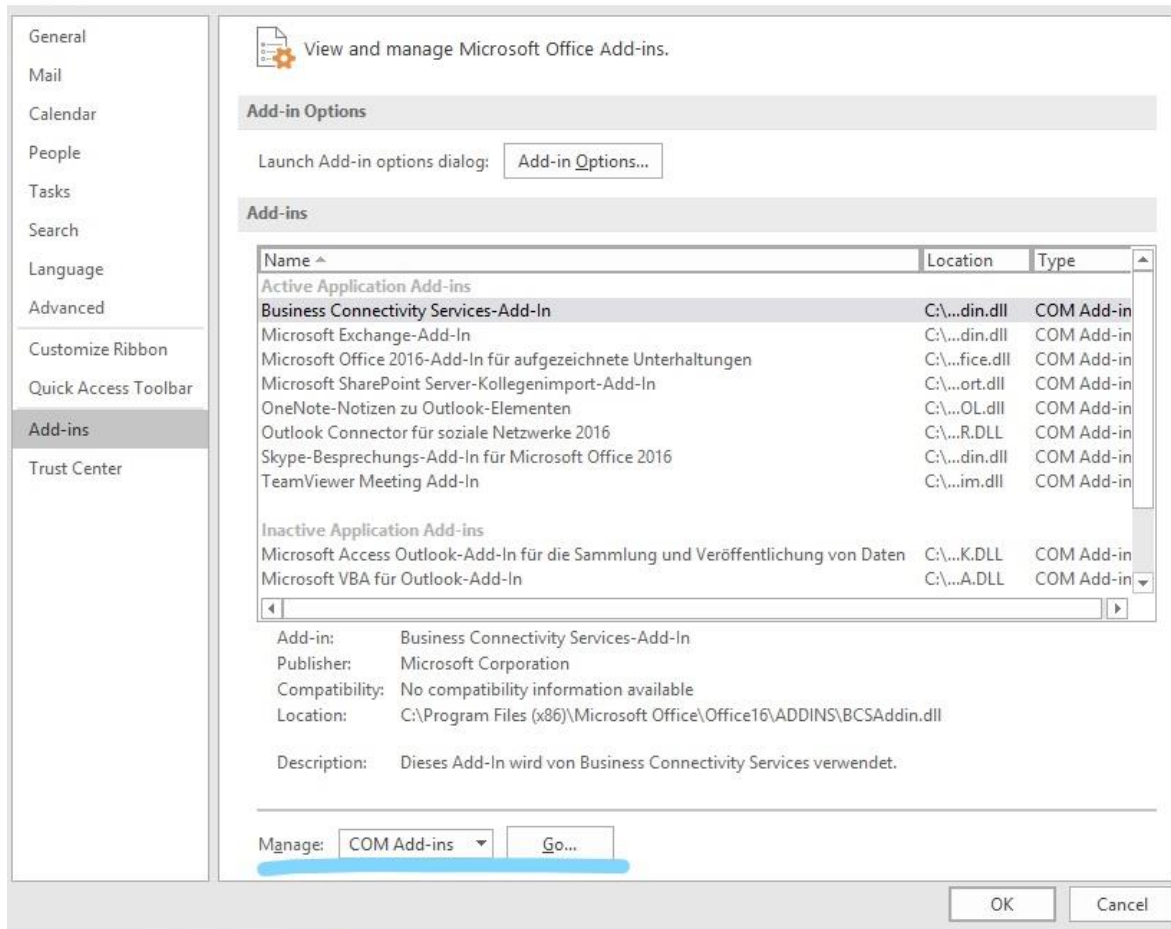 General
Mail
Calendar
People
Tasks
Search
Language
Advanced
Customize Ribbon
Quick Access Toolbar
Add-ins
Trust Center
View and manage Microsoft Office Add-ins.
Add-in Options
Launch Add-in options dialog: Add-in Options...
Add-ins
Name Location Type
Active Application Add-ins
Business Connectivity Services-Add-In C:\...din.dll COM Add-in
Microsoft Exchange-Add-In C:\...din.dll COM Add-in
Microsoft Office 2016-Add-In für aufgezeichnete Unterhaltungen C:\...fice.dll COM Add-in
Microsoft SharePoint Server-Kollegenimport-Add-In C:\...ort.dll COM Add-in
OneNote-Notizen zu Outlook-Elementen C:\...OL.dll COM Add-in
Outlook Connector für soziale Netzwerke 2016 C:\...R.DLL COM Add-in
Skype-Besprechungs-Add-In für Microsoft Office 2016 C:\...din.dll COM Add-in
TeamViewer Meeting Add-In C:\...im.dll COM Add-in
Inactive Application Add-ins
Microsoft Access Outlook-Add-In für die Sammlung und Veröffentlichung von Daten C:\...K.DLL COM Add-in
Microsoft VBA für Outlook-Add-In C:\...A.DLL COM Add-in
Add-in: Business Connectivity Services-Add-In
Publisher: Microsoft Corporation
Compatibility: No compatibility information available
Location: C:\Program Files (x86)\Microsoft Office\Office16\ADDINS\BCSAddin.dll
Description: Dieses Add-In wird von Business Connectivity Services verwendet.
Manage: COM Add-ins Go...
OK Cancel